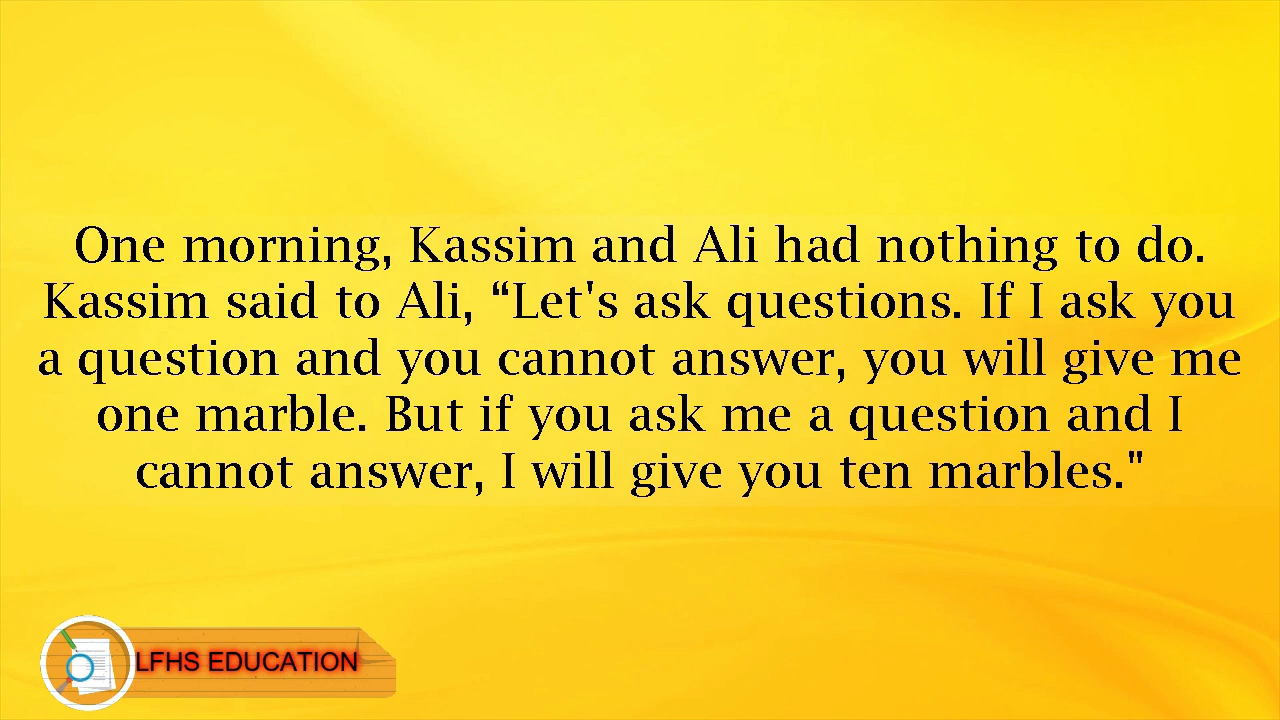 One morning, Kassim and Ali had nothing to do.
Kassim said to Ali, “Let's ask questions. If I ask you
a question and you cannot answer, you will give me
one marble. But if you ask me a question and I
cannot answer, I will give you ten marbles."
LFHS EDUCATION